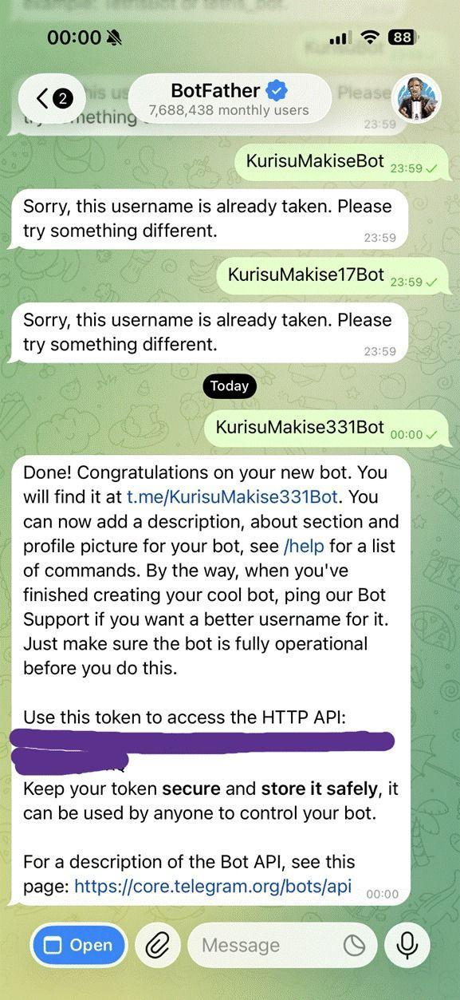 example: TetrisBot or tetris_bot.
00:00
88
2
BotFather
7,688,438 monthly users
Please
23:59
KurisuMakiseBot 23:59
Sorry, this username is already taken. Please
try something different.
23:59
KurisuMakise17Bot 23:59
Sorry, this username is already taken. Please
try something different.
23:59
Today
KurisuMakise331Bot 00:00
Done! Congratulations on your new bot. You
will find it at t.me/KurisuMakise331Bot. You
can now add a description, about section and
profile picture for your bot, see /help for a list
of commands. By the way, when you've
finished creating your cool bot, ping our Bot
Support if you want a better username for it.
Just make sure the bot is fully operational
before you do this.
Use this token to access the HTTP API:
Keep your token secure and store it safely, it
can be used by anyone to control your bot.
For a description of the Bot API, see this
page: https://core.telegram.org/bots/api
00:00
Open
Message